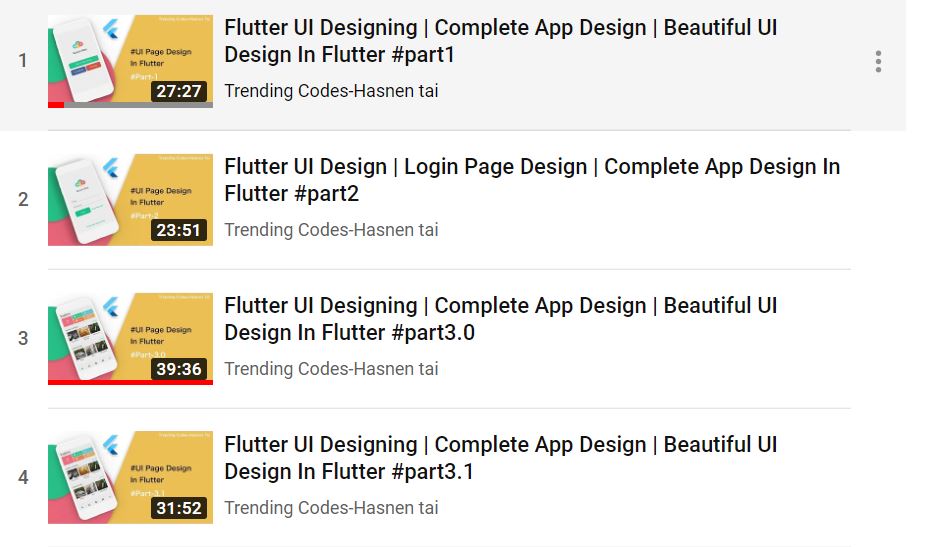 1
Trending Codes-Hasnen Tai
#UI Page Design
In Flutter
#Part-1
27:27
Flutter UI Designing | Complete App Design | Beautiful UI
Design In Flutter #part1
Trending Codes-Hasnen tai
2
Trending Codes-Hasnen Tai
#UI Page Design
In Flutter
#Part-2
23:51
Flutter UI Design | Login Page Design | Complete App Design In
Flutter #part2
Trending Codes-Hasnen tai
3
Trending Codes-Hasnen Tai
#UI Page Design
In Flutter
#Part-3.0
39:36
Flutter UI Designing | Complete App Design | Beautiful UI
Design In Flutter #part3.0
Trending Codes-Hasnen tai
4
Trending Codes-Hasnen Tai
#UI Page Design
In Flutter
#Part-3.1
31:52
Flutter UI Designing | Complete App Design | Beautiful UI
Design In Flutter #part3.1
Trending Codes-Hasnen tai